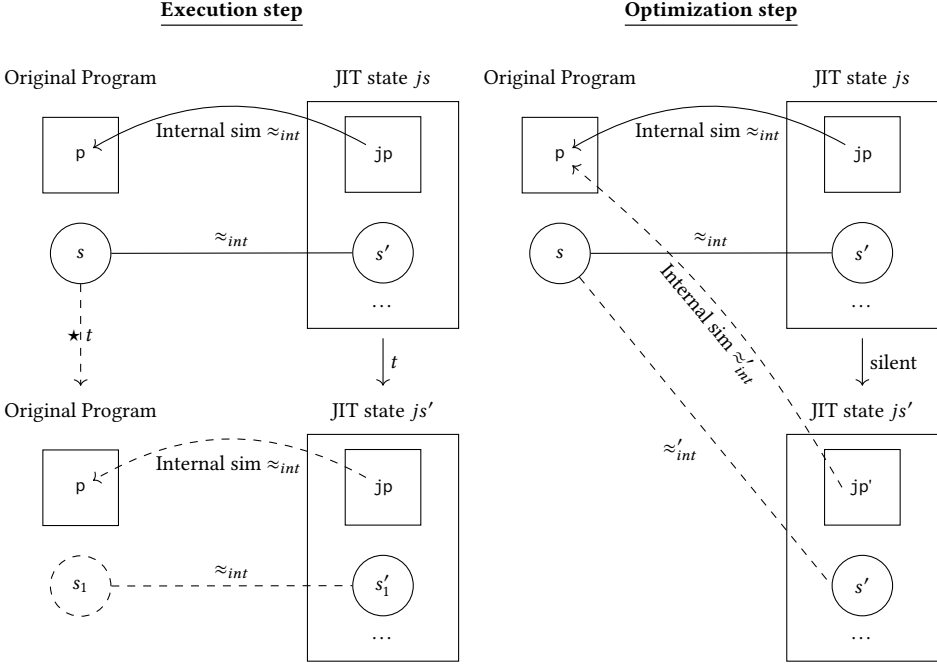 Execution step
Original Program
JIT state js
p
Internal sim ≈int
jp
s
≈int
s′
...
★ t
t
Original Program
JIT state js′
p
Internal sim ≈int
jp
s1
≈int
s′1
...
Optimization step
Original Program
JIT state js
p
Internal sim ≈int
jp
s
≈int
s′
...
Internal sim ≈′int
silent
JIT state js′
≈′int
jp'
s′
...